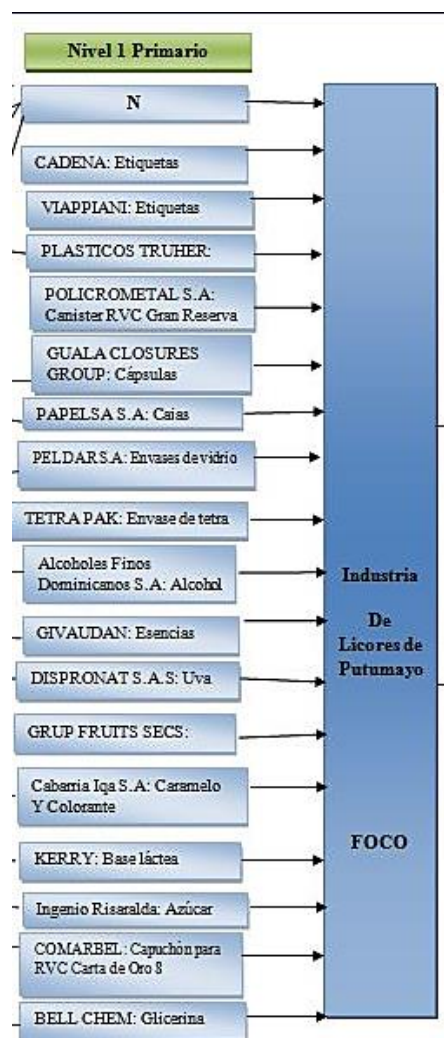 Nivel 1 Primario
N
CADENA: Etiquetas
VIAPPIANI: Etiquetas
PLASTICOS TRUHER:
POLICROMETAL S.A:
Canister RVC Gran Reserva
GUALA CLOSURES
GROUP: Cápsulas
PAPELSA S.A: Caias
PELDAR S.A: Envases de vidrio
TETRA PAK: Envase de tetra
Alcoholes Finos
Dominicanos S.A: Alcohol
GIVAUDAN: Esencias
DISPRONAT S.A.S: Uva
GRUP FRUITS SECS:
Cabarria Iqa S.A: Caramelo
Y Colorante
KERRY: Base láctea
Ingenio Risaralda: Azúcar
COMARBEL: Capuchón para
RVC Carta de Oro 8
BELL CHEM: Glicerina
Industria
De
Licores de
Putumayo
FOCO